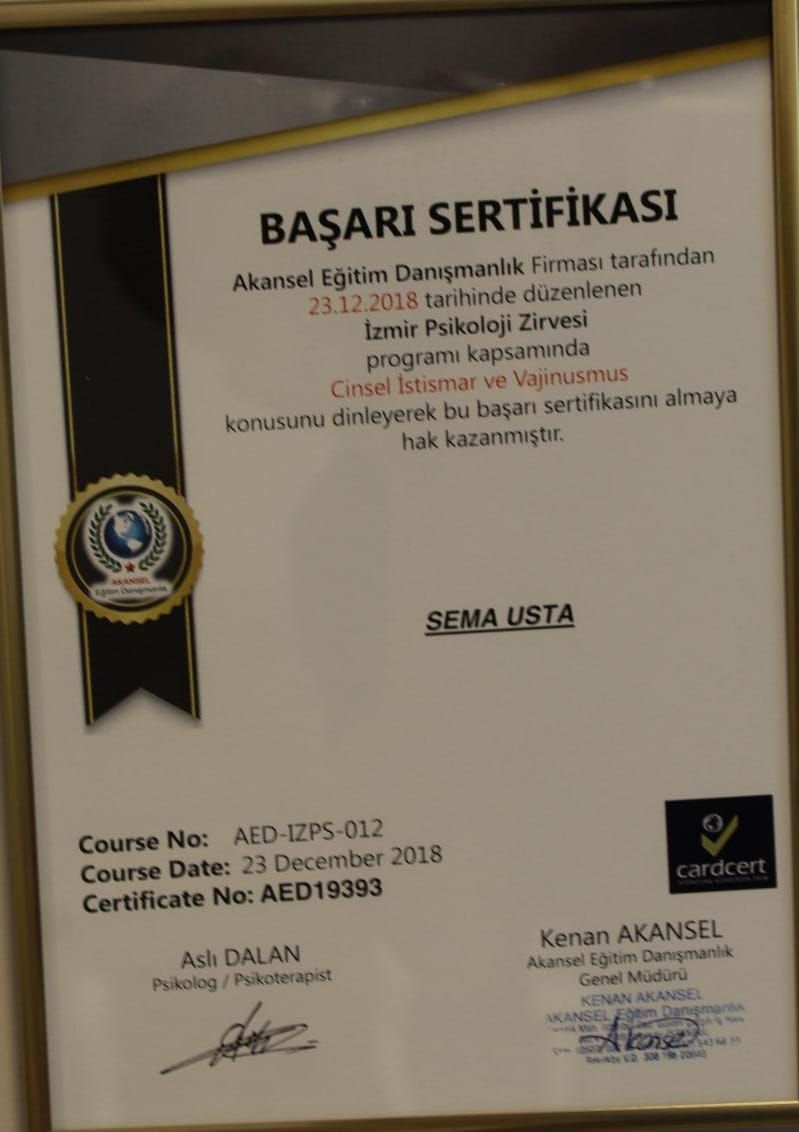 BAŞARI SERTİFİKASI
Akansel Eğitim Danışmanlık Firması tarafından
23.12.2018 tarihinde düzenlenen
İzmir Psikoloji Zirvesi
programı kapsamında
Cinsel İstismar ve Vajinusmus
konusunu dinleyerek bu başarı sertifikasını almaya
hak kazanmıştır.
AKANSEL
Eğitim Danışmanlık
SEMA USTA
Course No: AED-IZPS-012
Course Date: 23 December 2018
Certificate No: AED19393
cardcert
Aslı DALAN
Psikolog / Psikoterapist
Kenan AKANSEL
Akansel Eğitim Danışmanlık
Genel Müdürü
KENAN AKANSEL
AKANSEL Eğitim Danışmanlık